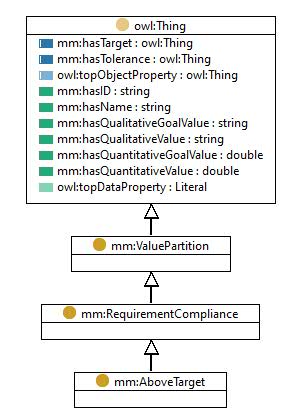 owl:Thing
mm:hasTarget : owl:Thing
mm:hasTolerance : owl:Thing
owl:topObjectProperty : owl:Thing
mm:hasID : string
mm:hasName : string
mm:hasQualitativeGoalValue : string
mm:hasQualitativeValue : string
mm:hasQuantitativeGoalValue : double
mm:hasQuantitativeValue : double
owl:topDataProperty : Literal
mm:ValuePartition
mm:RequirementCompliance
mm:AboveTarget